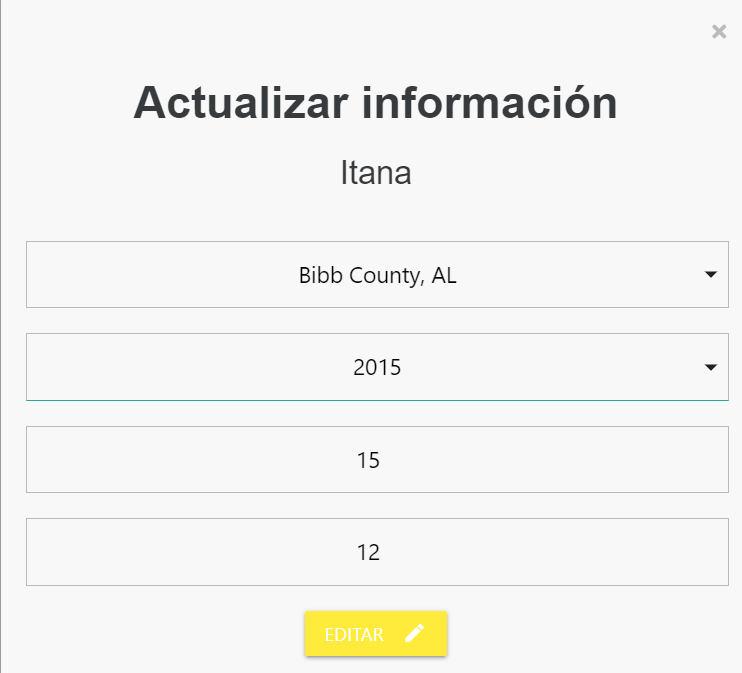 ×
Actualizar información
Itana
Bibb County, AL
2015
15
12
EDITAR